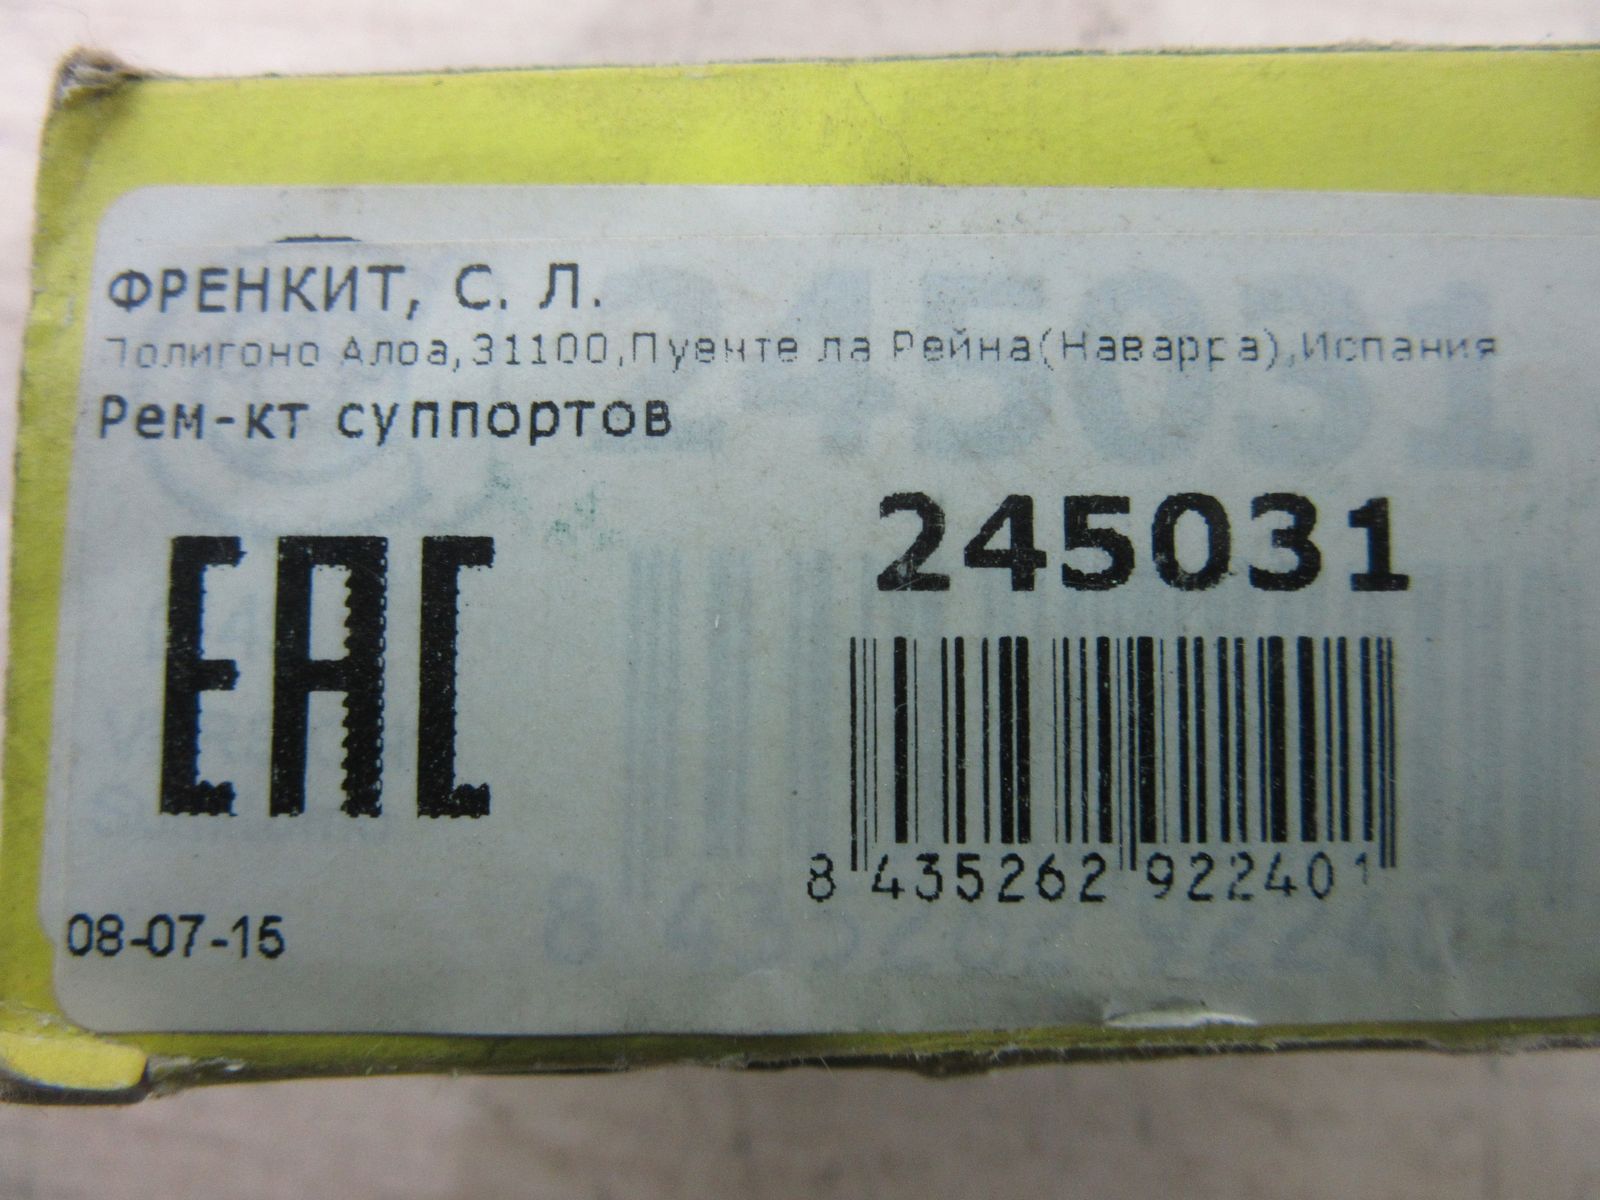 ФРЕНКИТ, С. Л.
Полигоно Алоа,31100,Пуенте ла Рейна(Наварра),Испания
Рем-кт суппортов
EAC
245031
8 435262 922401
08-07-15